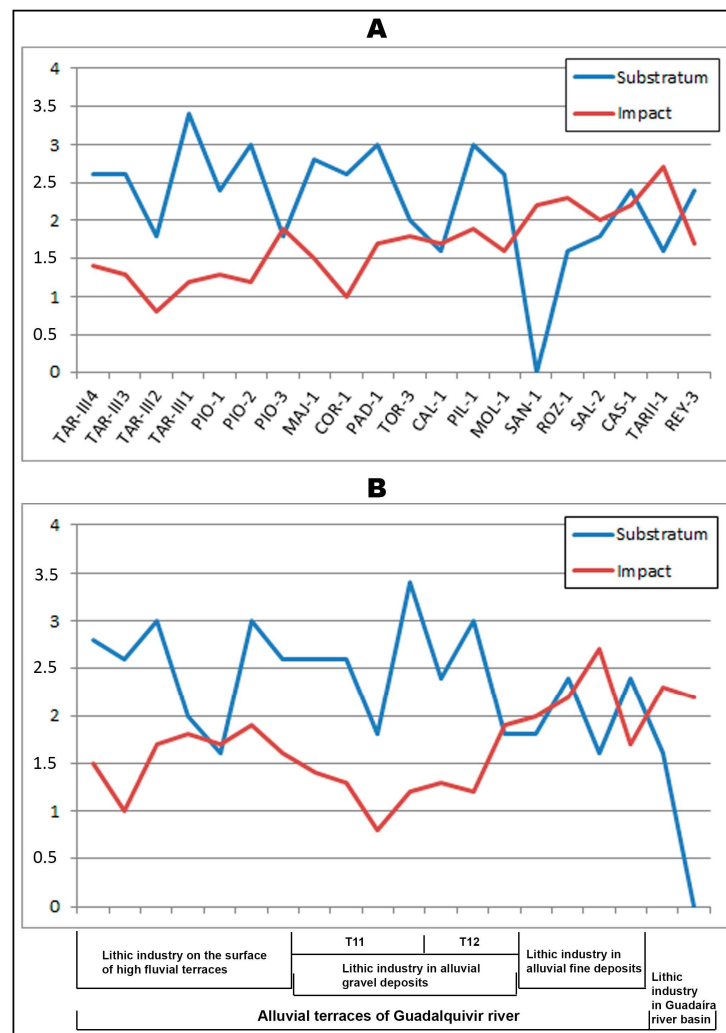 A
Substratum
Impact
4
3.5
3
2.5
2
1.5
1
0.5
0
TAR-III4
TAR-III3
TAR-III2
TAR-III1
PIO-1
PIO-2
PIO-3
MAJ-1
COR-1
PAD-1
TOR-3
CAL-1
PIL-1
MOL-1
SAN-1
ROZ-1
SAL-2
CAS-1
TARII-1
REY-3
B
Substratum
Impact
4
3.5
3
2.5
2
1.5
1
0.5
0
Lithic industry on the surface
of high fluvial terraces
T11
T12
Lithic industry in alluvial
gravel deposits
Lithic industry in
alluvial fine deposits
Lithic
industry
in Guadaíra
river basin
Alluvial terraces of Guadalquivir river